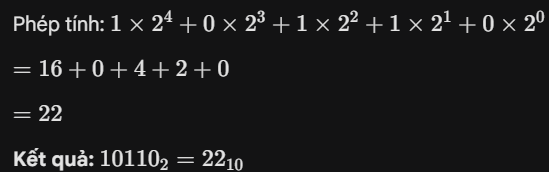 Phép tính: 1 × 2⁴ + 0 × 2³ + 1 × 2² + 1 × 2¹ + 0 × 2⁰
= 16 + 0 + 4 + 2 + 0
= 22
Kết quả: 10110₂ = 22₁₀